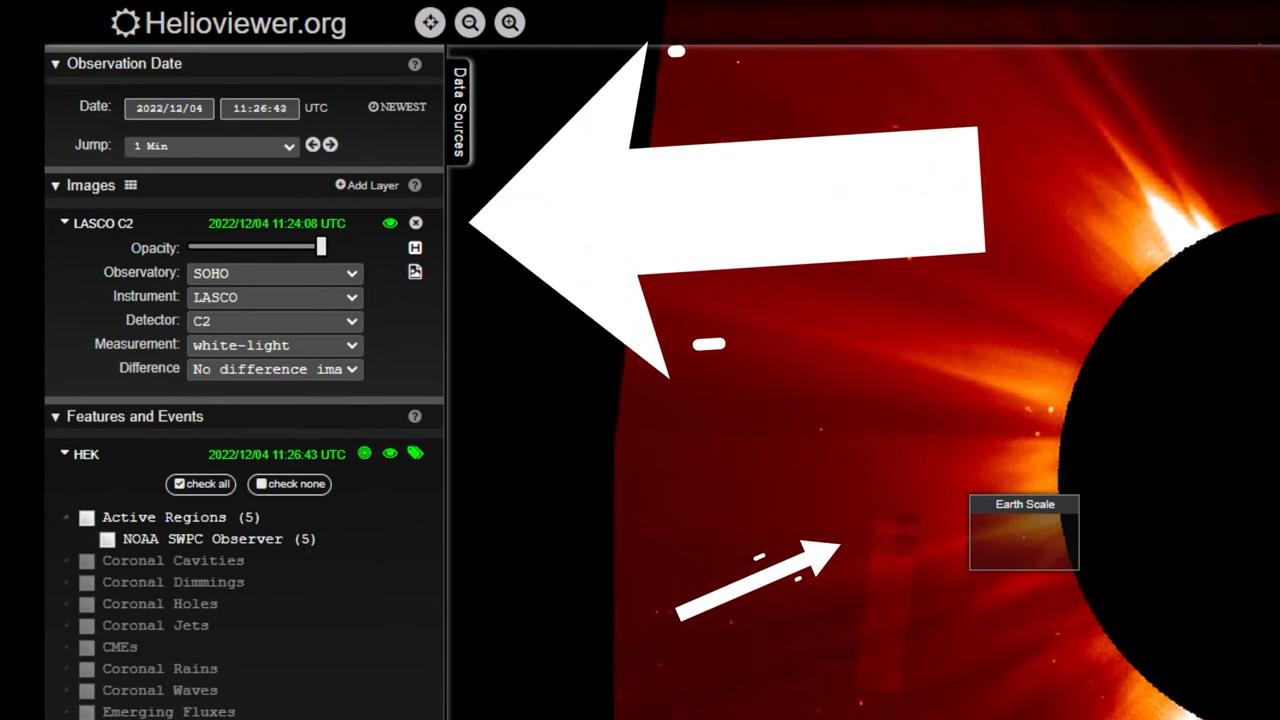 Helioviewer.org
Observation Date
Date: 2022/12/04 11:26:43 UTC NEWEST
Jump: 1 Min
Images Add Layer
LASCO C2 2022/12/04 11:24:08 UTC
Opacity:
Observatory: SOHO
Instrument: LASCO
Detector: C2
Measurement: white-light
Difference No difference ima
Features and Events
HEK 2022/12/04 11:26:43 UTC
check all check none
Active Regions (5)
NOAA SWPC Observer (5)
Coronal Cavities
Coronal Dimmings
Coronal Holes
Coronal Jets
CMEs
Coronal Rains
Coronal Waves
Emerging Fluxes
Data Sources
Earth Scale